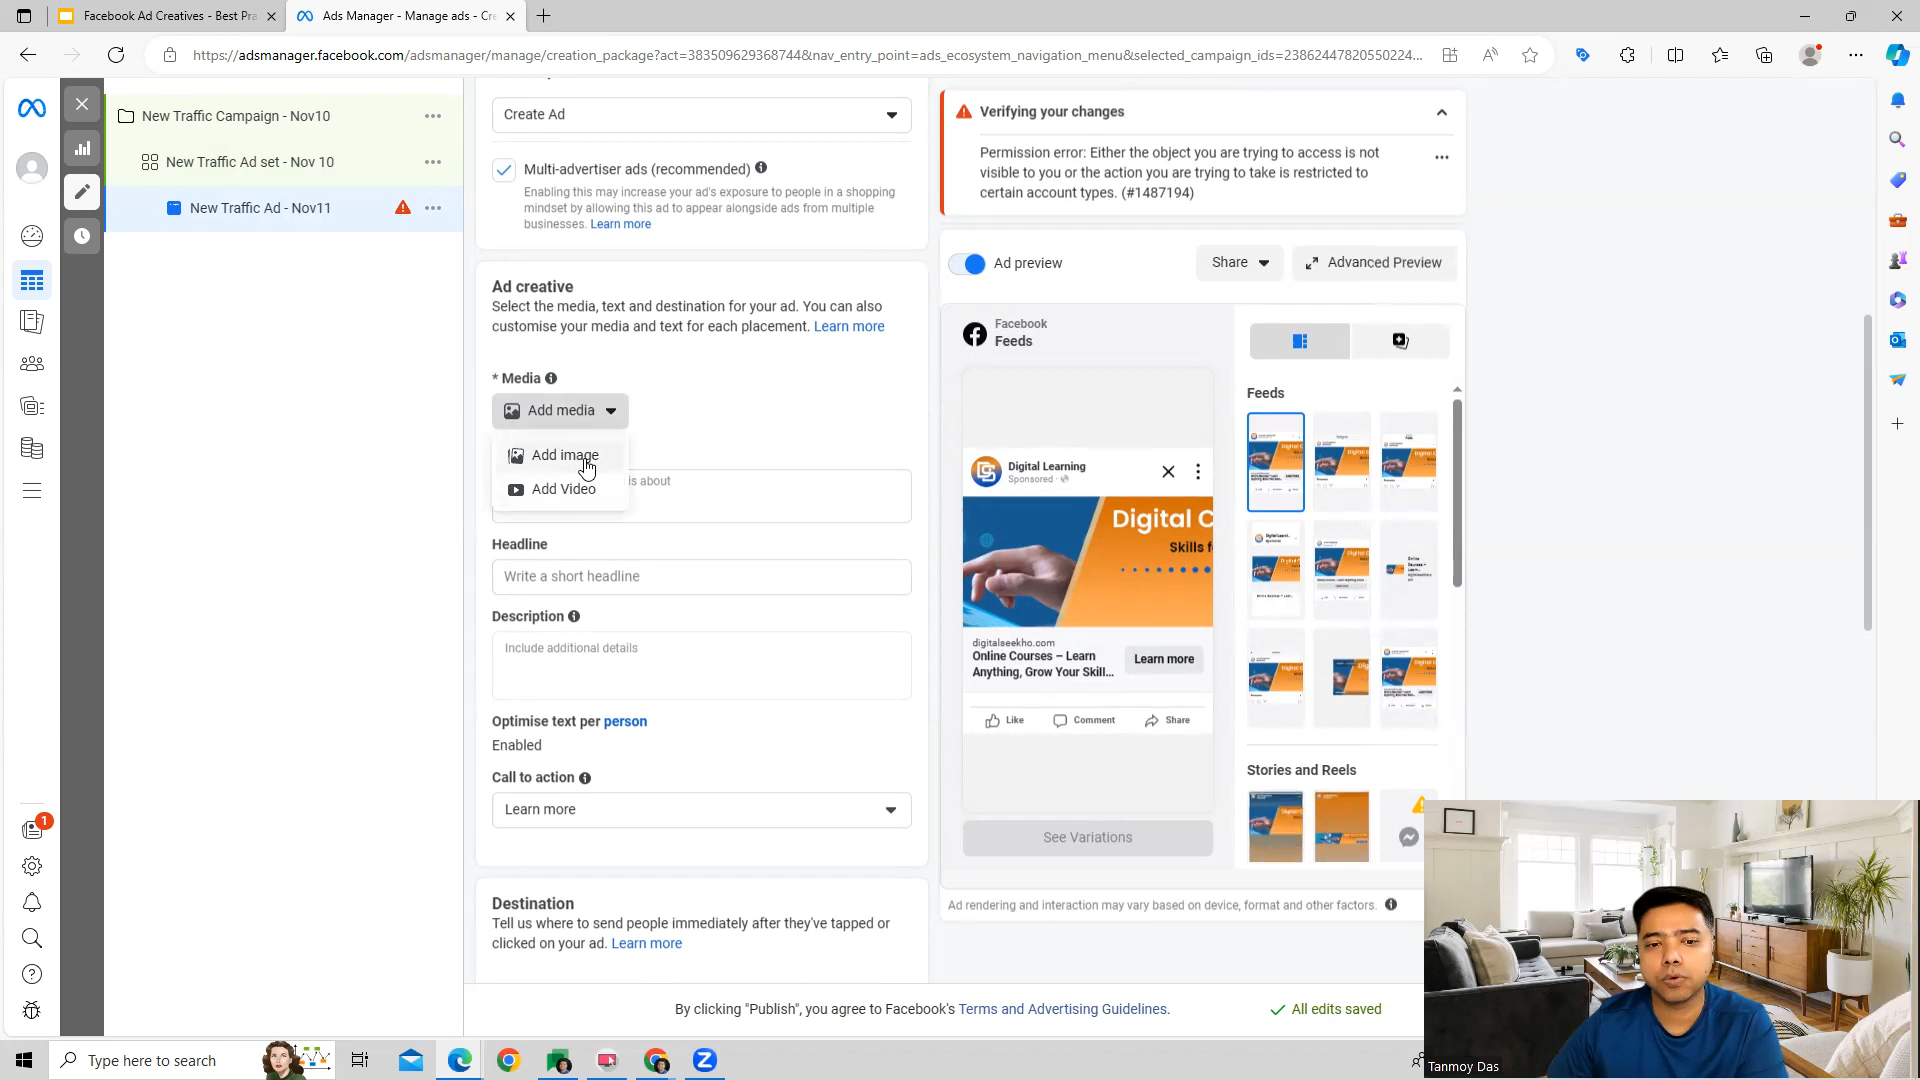 Facebook Ad Creatives - Best Pra
Ads Manager - Manage ads - Cre
https://adsmanager.facebook.com/adsmanager/manage/creation_package?act=383509629368744&nav_entry_point=ads_ecosystem_navigation_menu&selected_campaign_ids=23862447820550224...
New Traffic Campaign - Nov10
New Traffic Ad set - Nov 10
New Traffic Ad - Nov11
Create Ad
Multi-advertiser ads (recommended)
Enabling this may increase your ad's exposure to people in a shopping
mindset by allowing this ad to appear alongside ads from multiple
businesses. Learn more
Ad creative
Select the media, text and destination for your ad. You can also
customise your media and text for each placement. Learn more
* Media
Add media
Add image
Add Video
is about
Headline
Write a short headline
Description
Include additional details
Optimise text per person
Enabled
Call to action
Learn more
Destination
Tell us where to send people immediately after they've tapped or
clicked on your ad. Learn more
Verifying your changes
Permission error: Either the object you are trying to access is not
visible to you or the action you are trying to take is restricted to
certain account types. (#1487194)
Ad preview
Share
Advanced Preview
Facebook
Feeds
Digital Learning
Sponsored
Digital C
Skills f
digitalseekho.com
Online Courses – Learn
Anything, Grow Your Skill...
Learn more
Like
Comment
Share
See Variations
Feeds
Stories and Reels
Ad rendering and interaction may vary based on device, format and other factors.
By clicking "Publish", you agree to Facebook's Terms and Advertising Guidelines.
All edits saved
1
Type here to search
Tanmoy Das